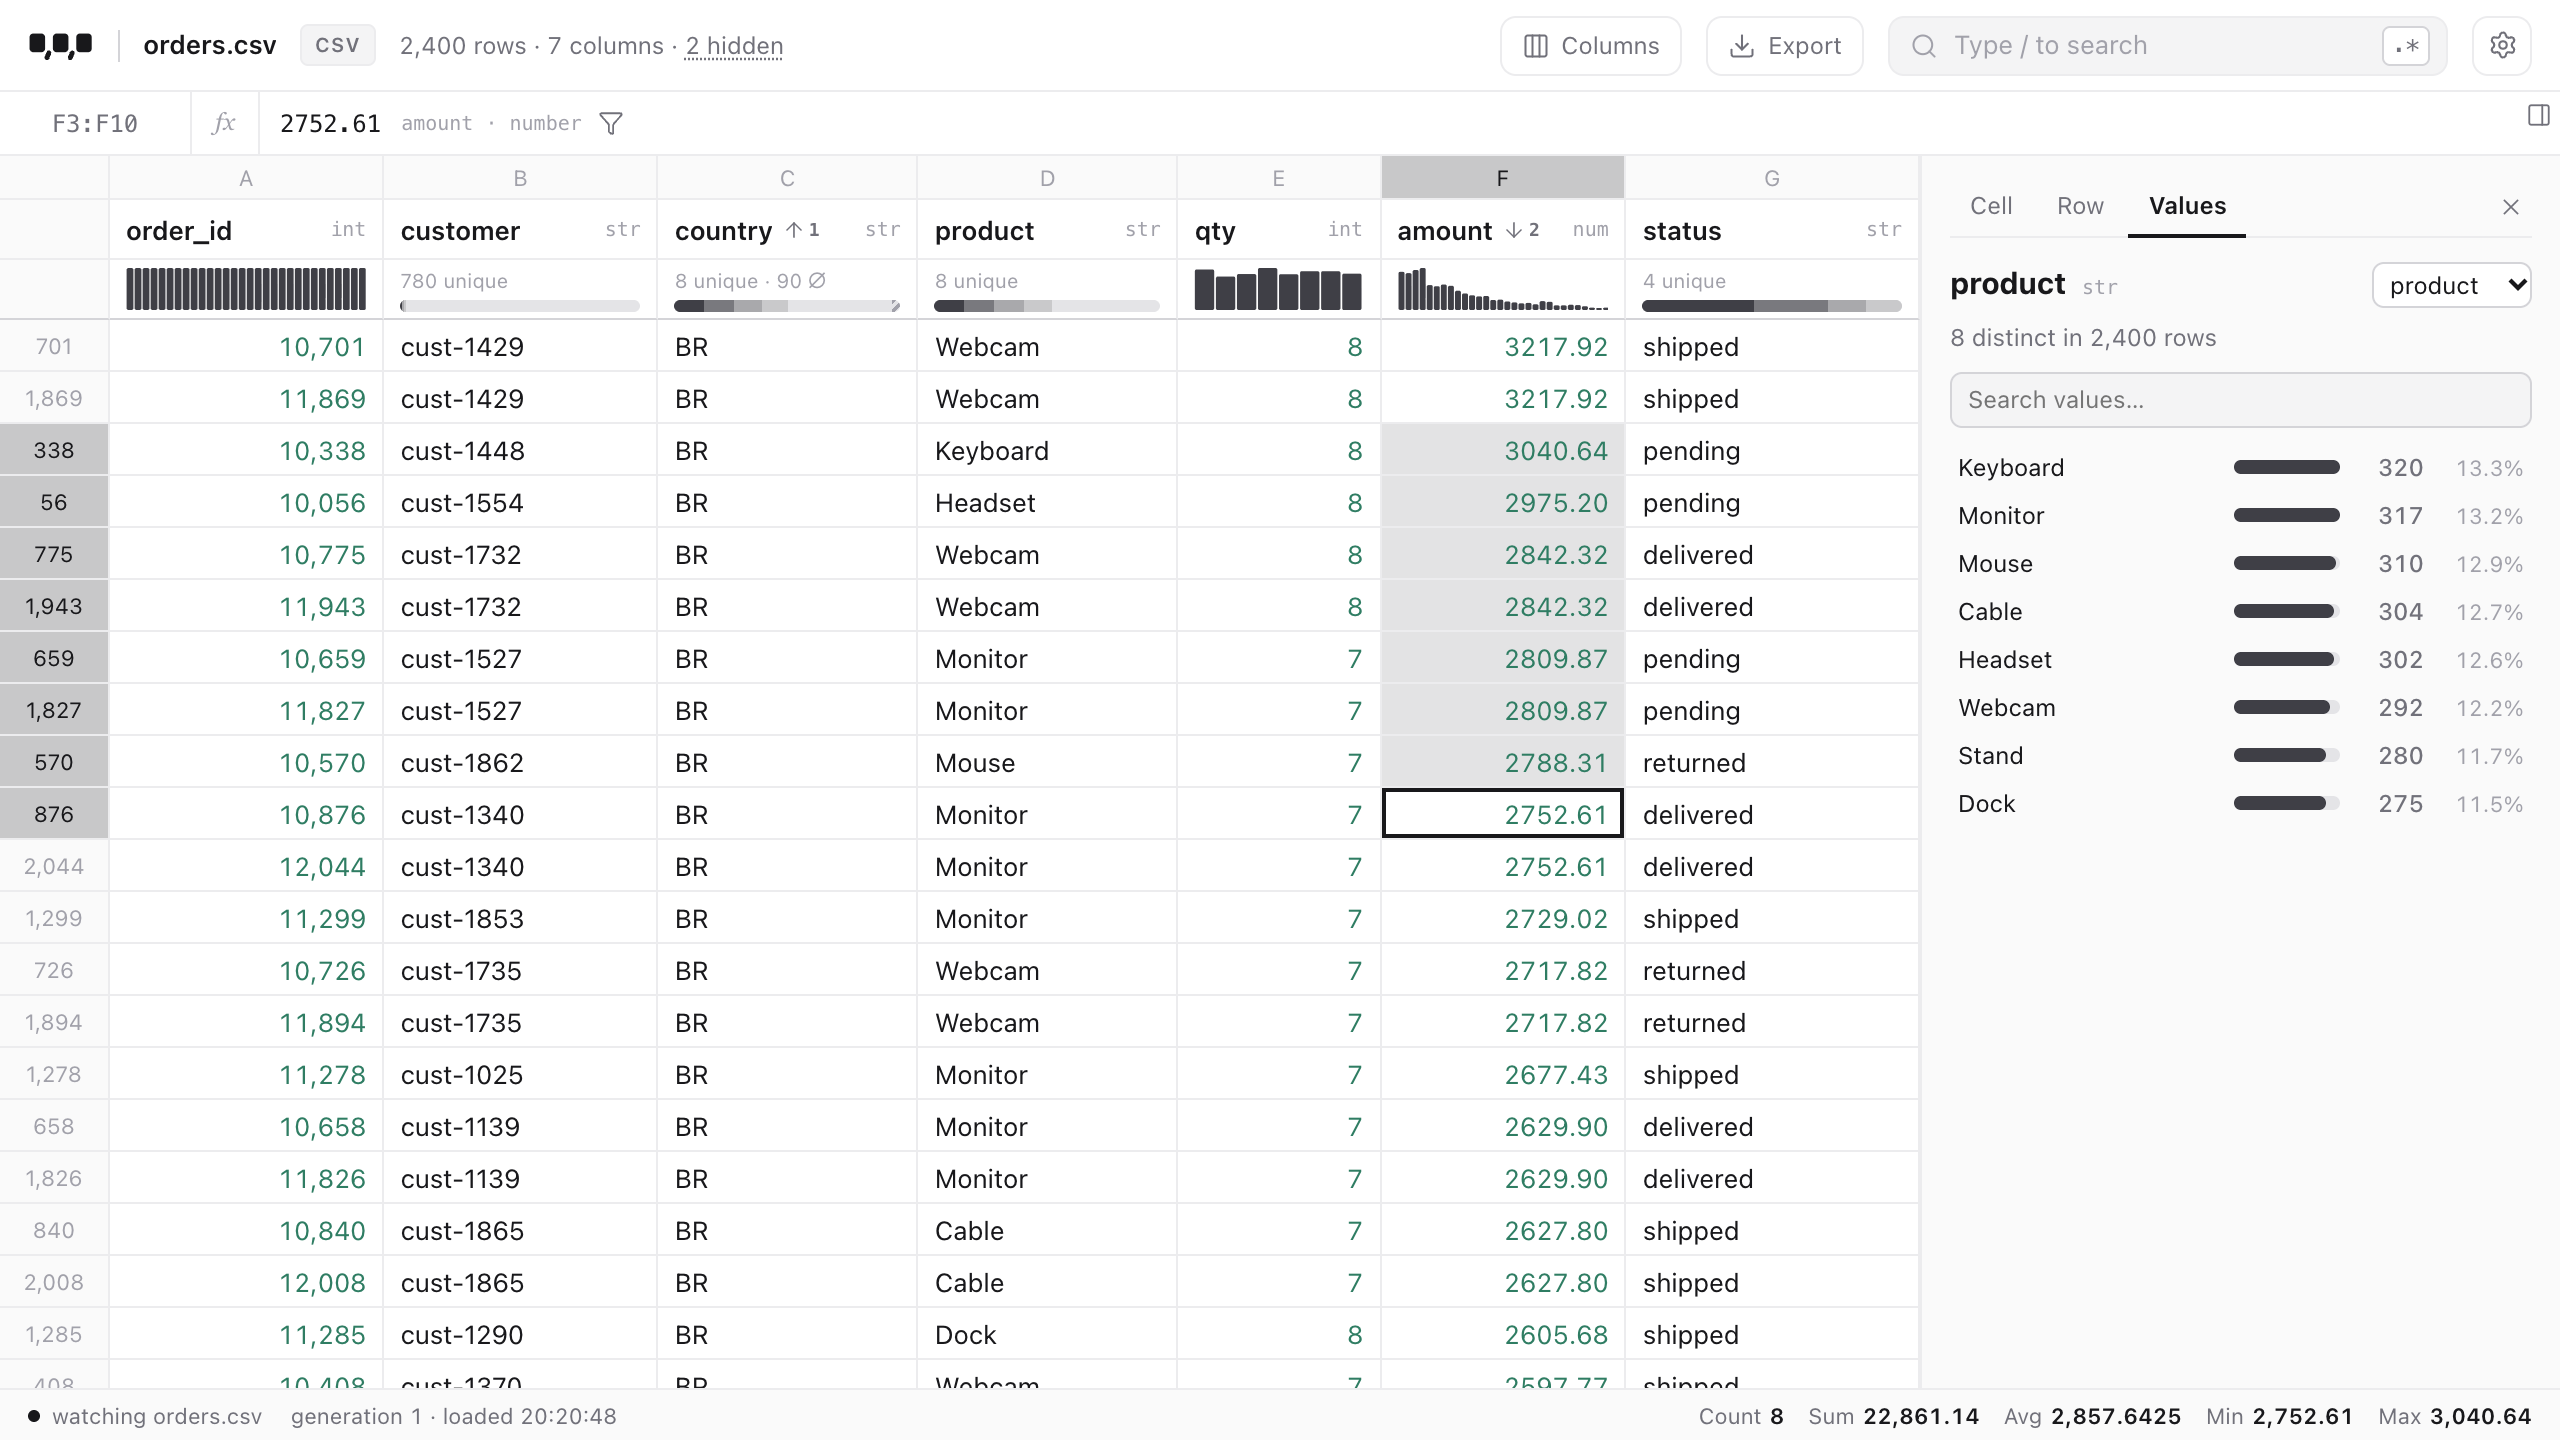 orders.csv CSV 2,400 rows · 7 columns · 2 hidden Columns Export Type / to search .*
F3:F10 fx 2752.61 amount · number
A B C D E F G
order_id int customer str country ↑ 1 str product str qty int amount ↓ 2 num status str
780 unique 8 unique · 90 ∅ 8 unique 4 unique
701 10,701 cust-1429 BR Webcam 8 3217.92 shipped
1,869 11,869 cust-1429 BR Webcam 8 3217.92 shipped
338 10,338 cust-1448 BR Keyboard 8 3040.64 pending
56 10,056 cust-1554 BR Headset 8 2975.20 pending
775 10,775 cust-1732 BR Webcam 8 2842.32 delivered
1,943 11,943 cust-1732 BR Webcam 8 2842.32 delivered
659 10,659 cust-1527 BR Monitor 7 2809.87 pending
1,827 11,827 cust-1527 BR Monitor 7 2809.87 pending
570 10,570 cust-1862 BR Mouse 7 2788.31 returned
876 10,876 cust-1340 BR Monitor 7 2752.61 delivered
2,044 12,044 cust-1340 BR Monitor 7 2752.61 delivered
1,299 11,299 cust-1853 BR Monitor 7 2729.02 shipped
726 10,726 cust-1735 BR Webcam 7 2717.82 returned
1,894 11,894 cust-1735 BR Webcam 7 2717.82 returned
1,278 11,278 cust-1025 BR Monitor 7 2677.43 shipped
658 10,658 cust-1139 BR Monitor 7 2629.90 delivered
1,826 11,826 cust-1139 BR Monitor 7 2629.90 delivered
840 10,840 cust-1865 BR Cable 7 2627.80 shipped
2,008 12,008 cust-1865 BR Cable 7 2627.80 shipped
1,285 11,285 cust-1290 BR Dock 8 2605.68 shipped
408 10,408 cust-1370 BR Webcam 7 2597.77 shipped
Cell Row Values
product str product
8 distinct in 2,400 rows
Search values...
Keyboard 320 13.3%
Monitor 317 13.2%
Mouse 310 12.9%
Cable 304 12.7%
Headset 302 12.6%
Webcam 292 12.2%
Stand 280 11.7%
Dock 275 11.5%
watching orders.csv generation 1 · loaded 20:20:48 Count 8 Sum 22,861.14 Avg 2,857.6425 Min 2,752.61 Max 3,040.64